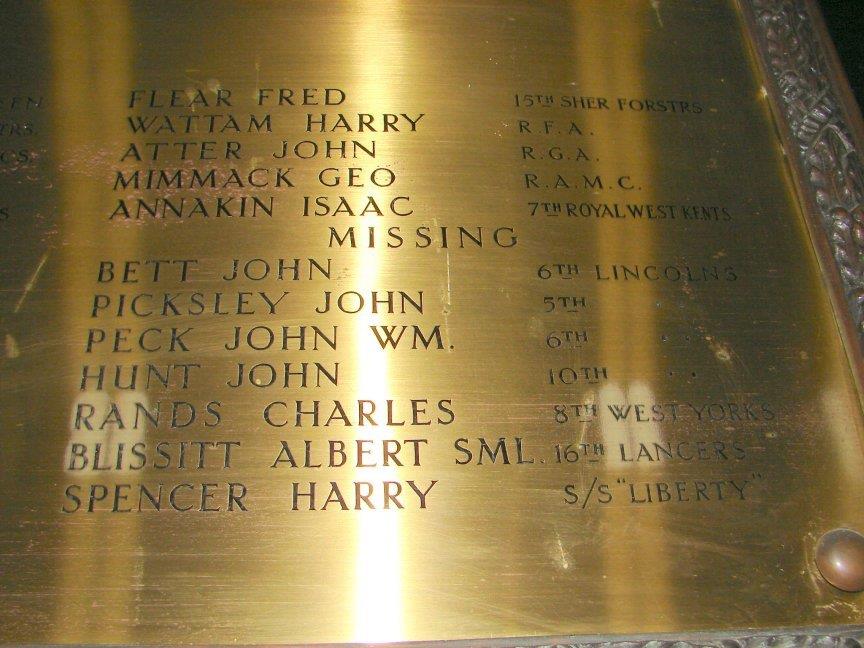 FLEAR FRED 15TH SHER FORSTRS
TRS. WATTAM HARRY R.F.A.
CS. ATTER JOHN R.G.A.
MIMMACK GEO R.A.M.C.
S ANNAKIN ISAAC 7TH ROYAL WEST KENTS
MISSING
BETT JOHN 6TH LINCOLNS
PICKSLEY JOHN 5TH
PECK JOHN WM. 6TH " "
HUNT JOHN 10TH " "
RANDS CHARLES 8TH WEST YORKS
BLISSITT ALBERT SML. 16TH LANCERS
SPENCER HARRY S/S "LIBERTY"